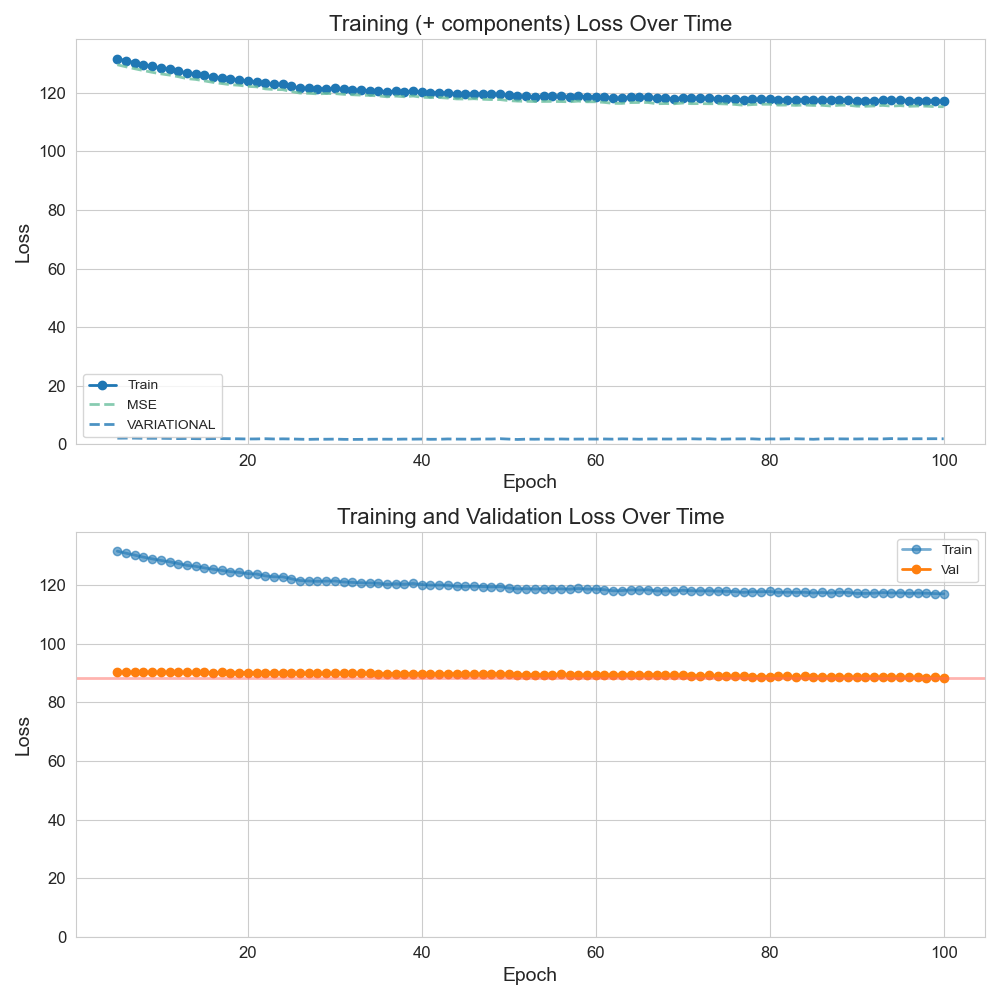 Training (+ components) Loss Over Time
Loss
120
100
80
60
40
20
0
Train
MSE
VARIATIONAL
20 40 60 80 100
Epoch
Training and Validation Loss Over Time
Loss
120
100
80
60
40
20
0
Train
Val
20 40 60 80 100
Epoch